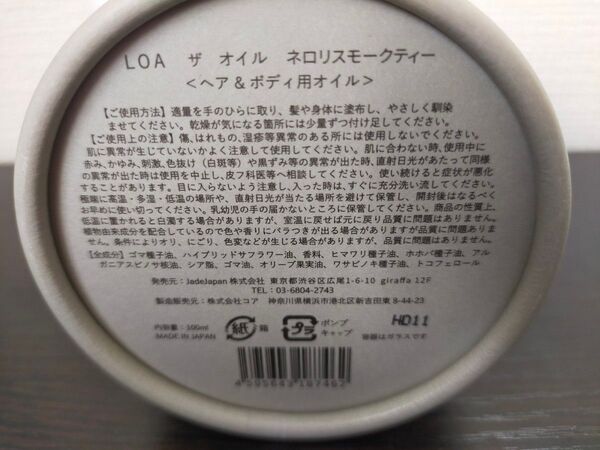 LOA ザ オイル ネロリスモークティー
<ヘア＆ボディ用オイル>
【ご使用方法】適量を手のひらに取り、髪や身体に塗布し、やさしく馴染
ませてください。乾燥が気になる箇所には少量ずつ付け足してください。
【ご使用上の注意】傷、はれもの、湿疹等異常のある所には使用しないでください。
肌に異常が生じていないかよく注意して使用してください。肌に合わない時、使用中に
赤み、かゆみ、刺激、色抜け（白斑等）や黒ずみ等の異常が出た時、直射日光があたって同様
の異常が出た時は使用を中止し、皮フ科医等へ相談してください。使い続けると症状が悪化
することがあります。目に入らないよう注意し、入った時は、すぐに充分洗い流してください。
極端に高温・多湿・低温の場所や、直射日光が当たる場所を避けて保管し、開封後はなるべく
お早めに使い切ってください。乳幼児の手の届かないところに保管してください。商品の性質上、
低温に置かれると白濁する場合がありますが、室温に戻せば元に戻り品質に問題はありません。
植物由来成分を配合しているので色や香りにバラつきが出る場合がありますが品質に問題はありま
せん。条件によりオリ、にごり、色変などが生じる場合がありますが、品質に問題はありません。
【全成分】ゴマ種子油、ハイブリッドサフラワー油、香料、ヒマワリ種子油、ホホバ種子油、アル
ガニアスピノサ核油、シア脂、ゴマ油、オリーブ果実油、ワサビノキ種子油、トコフェロール
発売元：JadeJapan 株式会社 東京都渋谷区広尾1-6-10 giraffa 12F
TEL：03-6804-2743
製造販売元：株式会社コア 神奈川県横浜市港北区新吉田東 8-44-23
内容量：100ml
MADE IN JAPAN
紙 箱
プラ ポンプ
キャップ
容器はガラスです
HD11